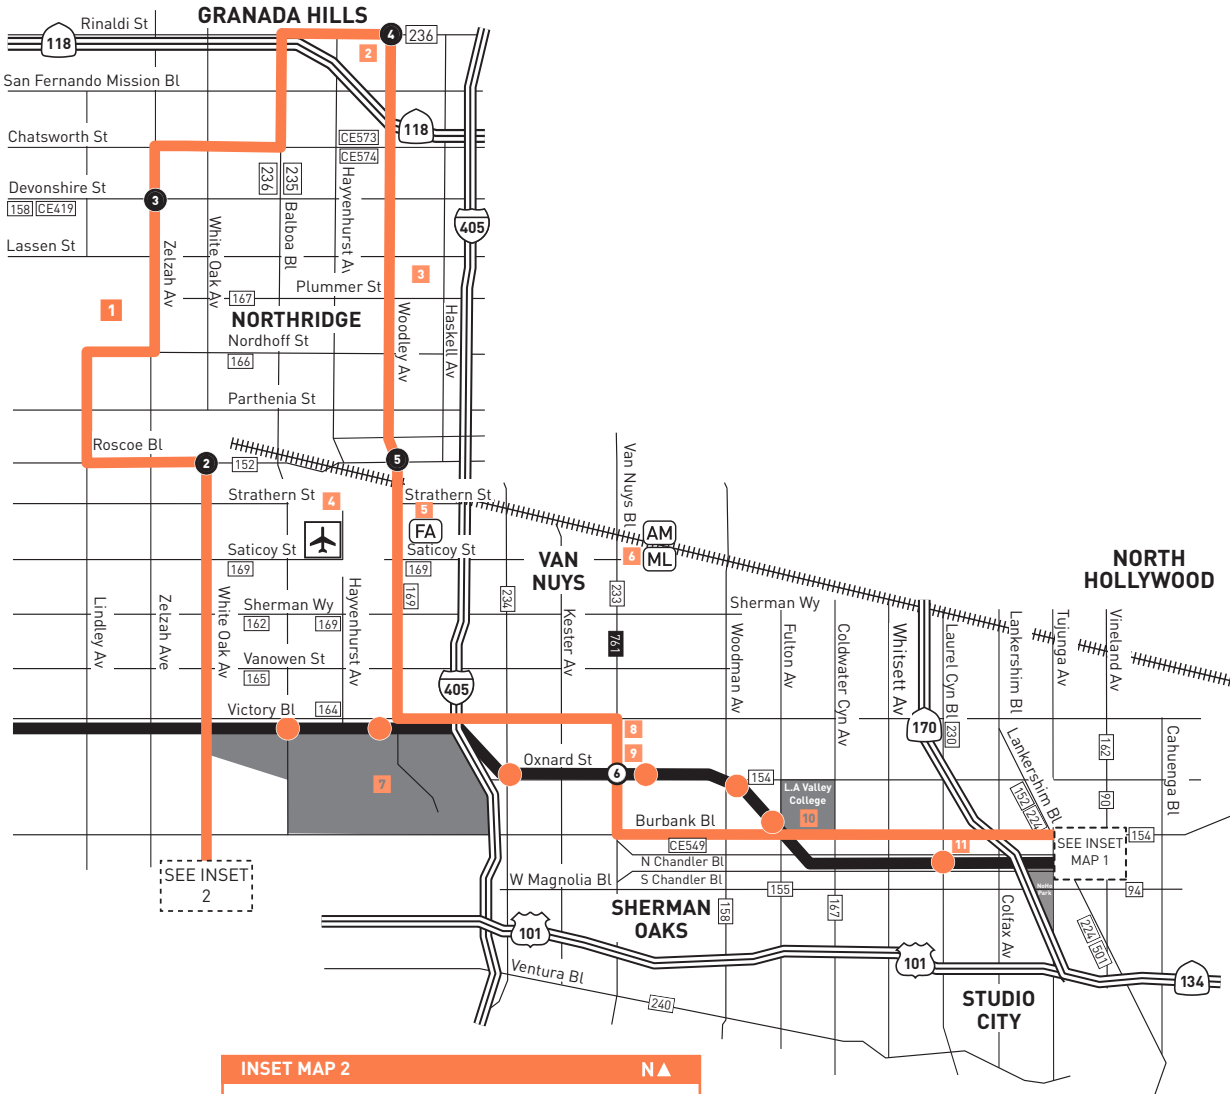 GRANADA HILLS
Rinaldi St
118
4
236
2
San Fernando Mission Bl
118
Chatsworth St
CE573
CE574
236
235
Hayvenhurst Av
Devonshire St
158 CE419
3
405
Balboa Bl
White Oak Av
Zelzah Av
Lassen St
3
Plummer St
167
1
NORTHRIDGE
Woodley Av
Haskell Av
Nordhoff St
166
Parthenia St
Roscoe Bl
2
152
5
Van Nuys Bl
Strathern St
4
Strathern St
5
FA
AM
6
ML
Saticoy St
169
Saticoy St
169
VAN
NUYS
NORTH
HOLLYWOOD
169
234
233
Sherman Wy
162
169
Sherman Wy
Lindley Av
Zelzah Ave
White Oak Av
Hayvenhurst Av
Kester Av
761
Woodman Av
Fulton Av
Coldwater Cyn Av
Whitsett Av
Laurel Cyn Bl
Lankershim Bl
Tujunga Av
Vineland Av
Vanowen St
165
405
Victory Bl
164
8
170
230
Cahuenga Bl
9
Oxnard St
6
154
162
Lankershim Bl
7
L.A Valley
College
10
152
224
90
Burbank Bl
154
CE549
11
SEE INSET
MAP 1
N Chandler Bl
SEE INSET
2
W Magnolia Bl
S Chandler Bl
155
NoHo
Park
94
SHERMAN
OAKS
158
167
Colfax Av
101
224
501
101
Ventura Bl
134
240
STUDIO
CITY
INSET MAP 2
N